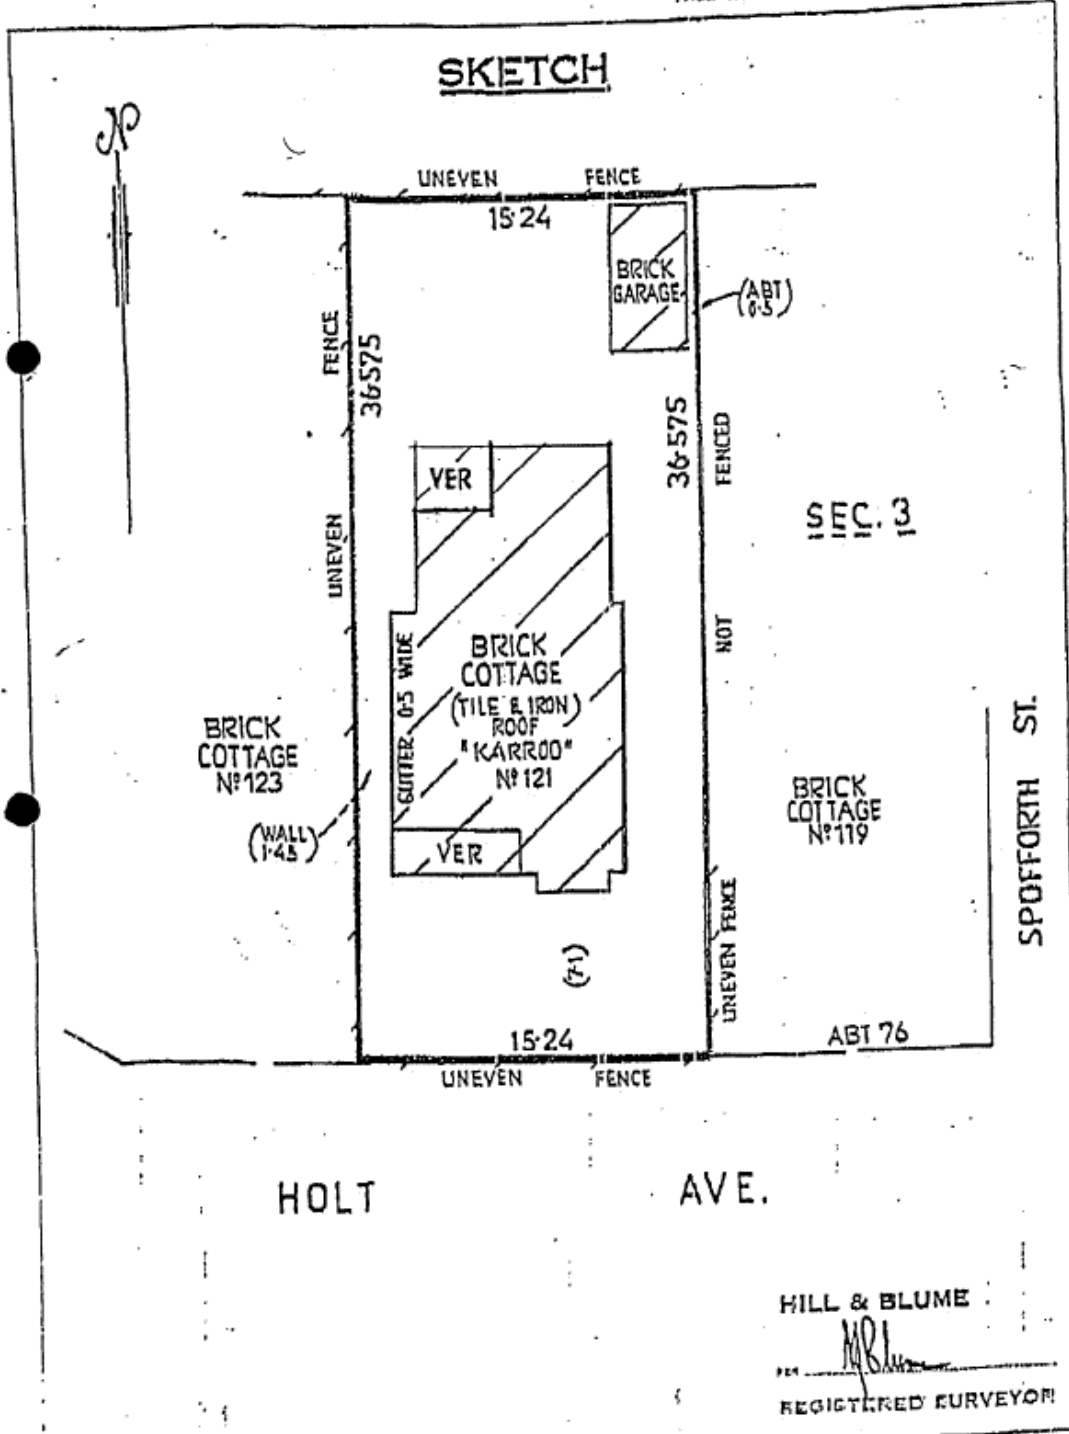 SKETCH
N
UNEVEN FENCE
15·24
BRICK
GARAGE
(ABT
0·5)
UNEVEN FENCE
36·575
36·575
NOT FENCED
VER
SEC. 3
GUTTER 0·5 WIDE
BRICK
COTTAGE
(TILE & IRON)
ROOF
"KARROO"
Nº 121
BRICK
COTTAGE
Nº 123
(WALL
1·45)
VER
BRICK
COTTAGE
Nº 119
SPOFFORTH ST.
UNEVEN FENCE
(7·1)
15·24
ABT 76
UNEVEN FENCE
HOLT AVE.
HILL & BLUME
PER
REGISTERED SURVEYOR